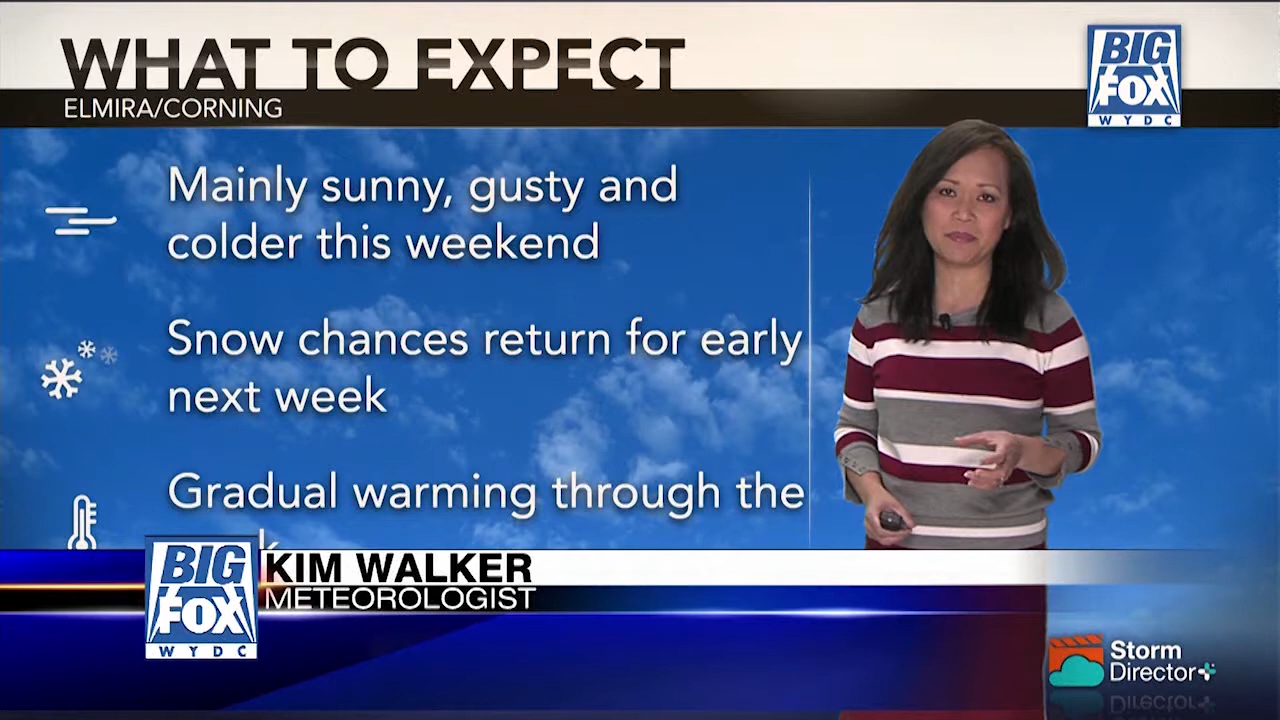 WHAT TO EXPECT
ELMIRA/CORNING
BIG
FOX
WYDC
Mainly sunny, gusty and
colder this weekend
Snow chances return for early
next week
Gradual warming through the
BIG
FOX
WYDC
KIM WALKER
METEOROLOGIST
Storm
Director+